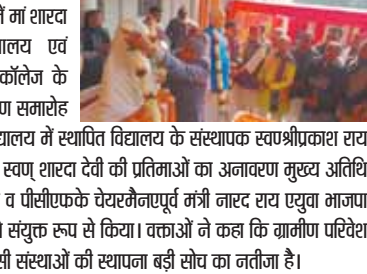 में मां शारदा
ालय एवं
कॉलेज के
ण समारोह
द्यालय में स्थापित विद्यालय के संस्थापक स्वण्श्रीप्रकाश राय
स्वण् शारदा देवी की प्रतिमाओं का अनावरण मुख्य अतिथि
व पीसीएफके चेयरमैनएपूर्व मंत्री नारद राय एयुवा भाजपा
संयुक्त रूप से किया। वक्ताओं ने कहा कि ग्रामीण परिवेश
सी संस्थाओं की स्थापना बड़ी सोच का नतीजा है।